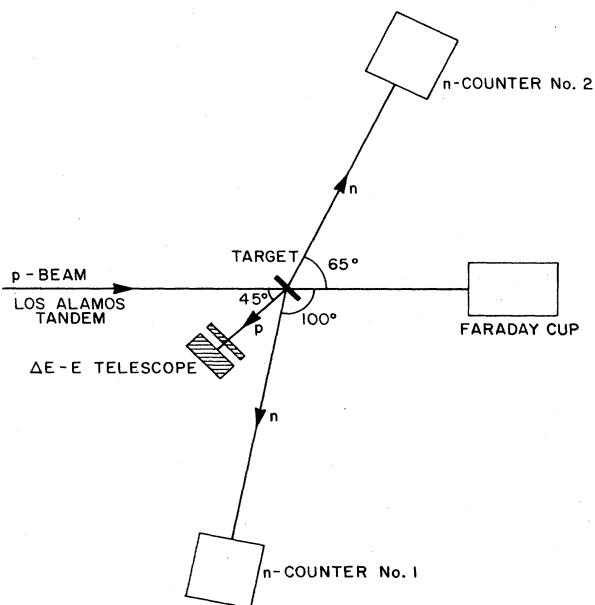 n-COUNTER No. 2
n
TARGET
65°
p-BEAM
LOS ALAMOS
TANDEM
45°
100°
p
FARADAY CUP
ΔE-E TELESCOPE
n
n-COUNTER No. 1